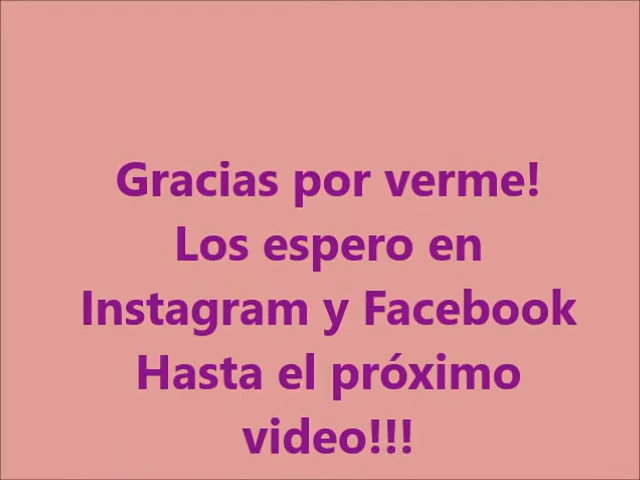 Gracias por verme!
Los espero en
Instagram y Facebook
Hasta el próximo
video!!!